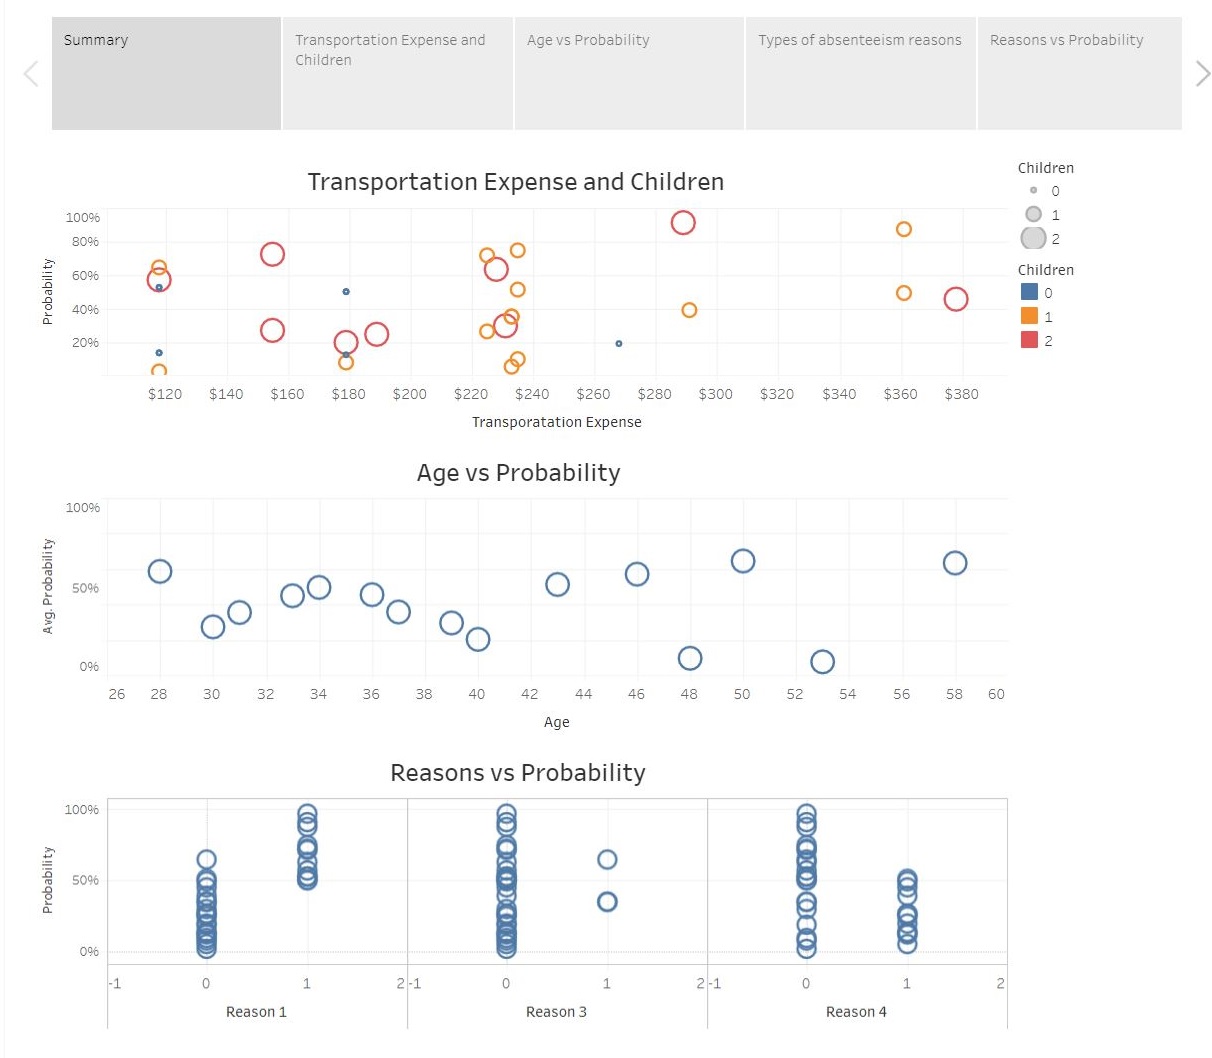 Summary
Transportation Expense and
Children
Age vs Probability
Types of absenteeism reasons
Reasons vs Probability
Transportation Expense and Children
Probability
100%
80%
60%
40%
20%
$120 $140 $160 $180 $200 $220 $240 $260 $280 $300 $320 $340 $360 $380
Transporatation Expense
Children
0
1
2
Children
0
1
2
Age vs Probability
Avg. Probability
100%
50%
0%
26 28 30 32 34 36 38 40 42 44 46 48 50 52 54 56 58 60
Age
Reasons vs Probability
Probability
100%
50%
0%
-1 0 1 2 -1 0 1 2 -1 0 1 2
Reason 1 Reason 3 Reason 4